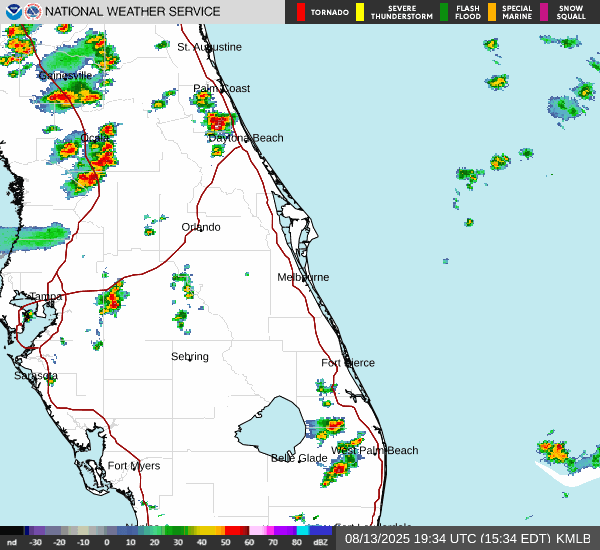 NATIONAL WEATHER SERVICE
TORNADO
SEVERE THUNDERSTORM
FLASH FLOOD
SPECIAL MARINE
SNOW SQUALL
St. Augustine
Gainesville
Palm Coast
Ocala
Daytona Beach
Orlando
Melbourne
Tampa
Sebring
Fort Pierce
Sarasota
West Palm Beach
Belle Glade
Fort Myers
nd -30 -20 -10 0 10 20 30 40 50 60 70 80 dBZ
08/13/2025 19:34 UTC (15:34 EDT) KMLB